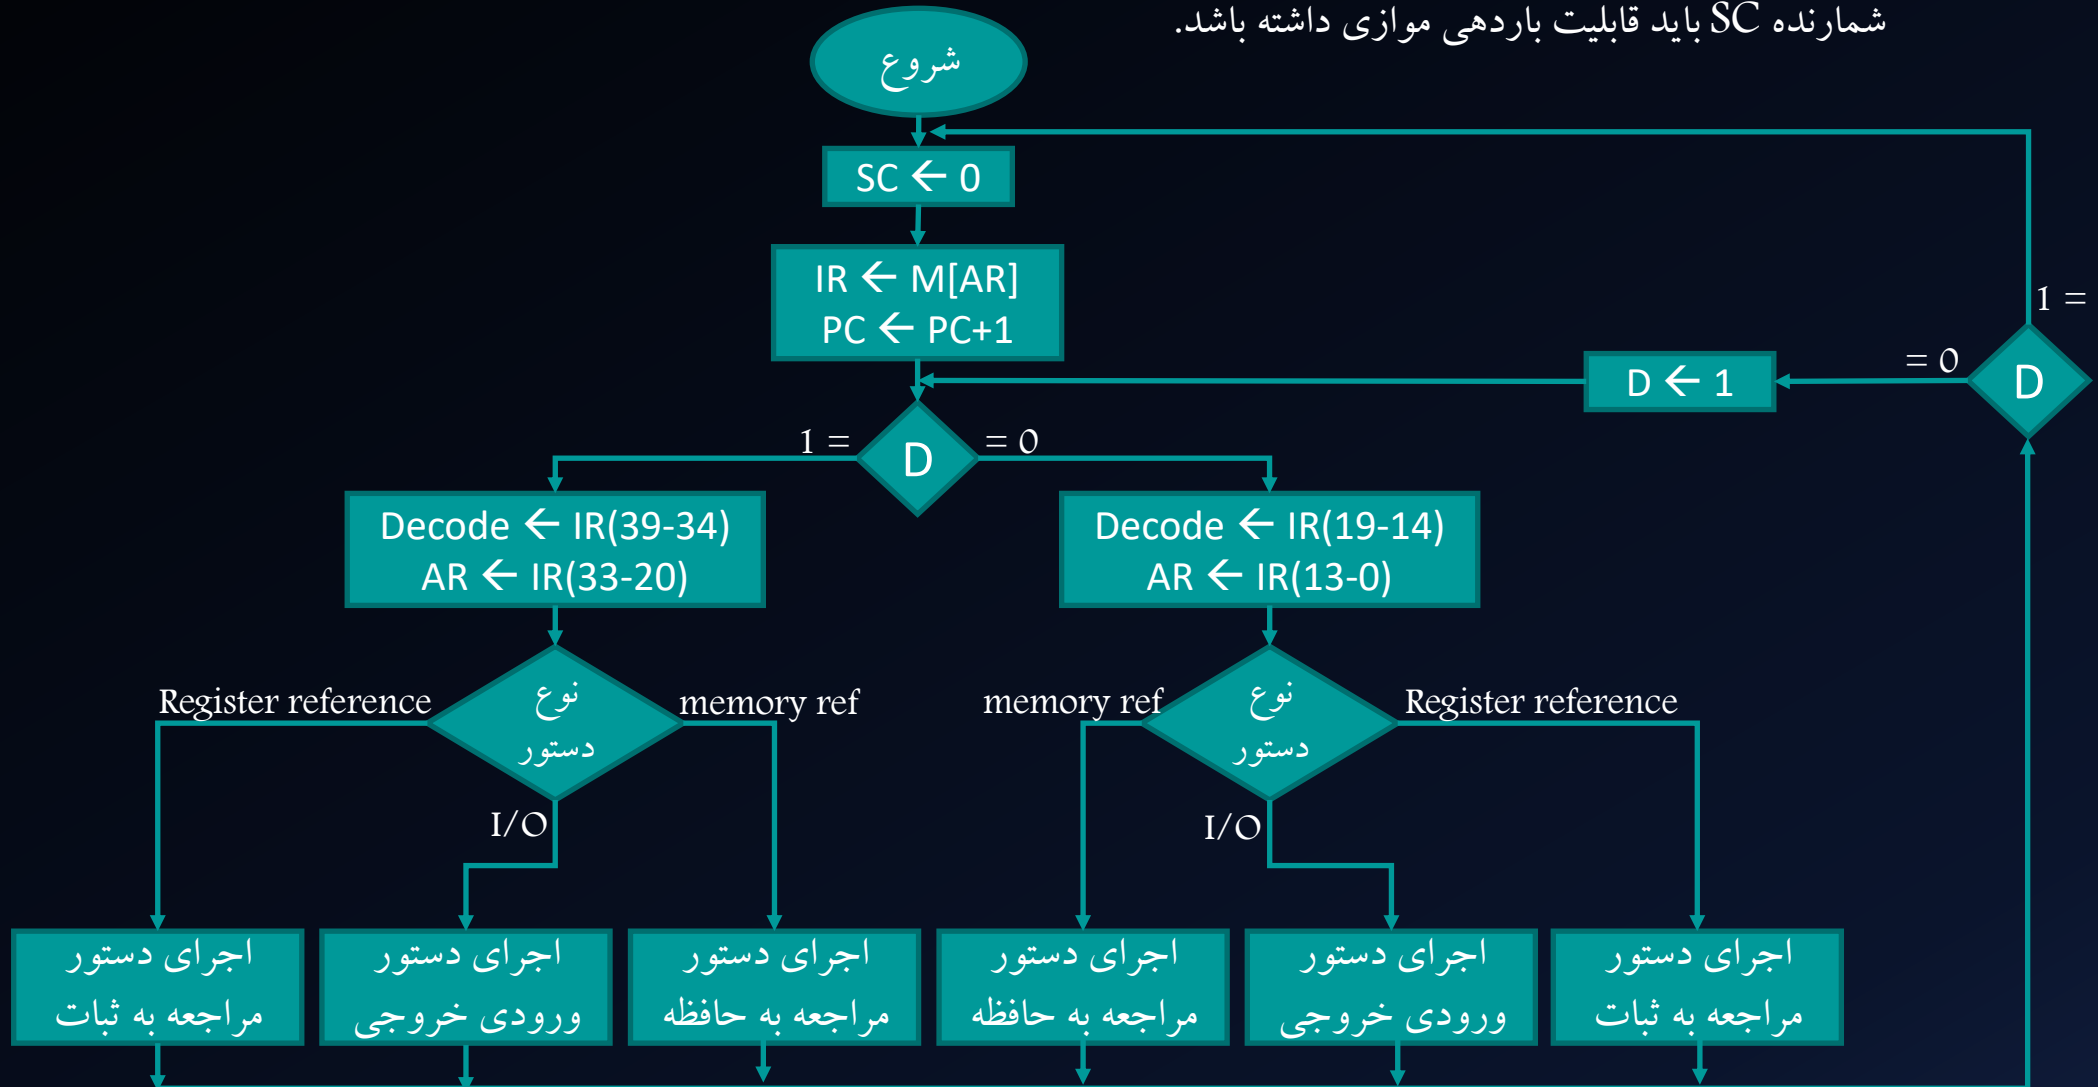 شمارنده SC باید قابلیت باردهی موازی داشته باشد.
شروع
SC ← 0
IR ← M[AR]
PC ← PC+1
1 =
= 0
D
D ← 1
1 =
D
= 0
Decode ← IR(39-34)
AR ← IR(33-20)
Decode ← IR(19-14)
AR ← IR(13-0)
Register reference
نوع
دستور
memory ref
I/O
memory ref
نوع
دستور
Register reference
I/O
اجرای دستور
مراجعه به ثبات
اجرای دستور
ورودی خروجی
اجرای دستور
مراجعه به حافظه
اجرای دستور
مراجعه به حافظه
اجرای دستور
ورودی خروجی
اجرای دستور
مراجعه به ثبات